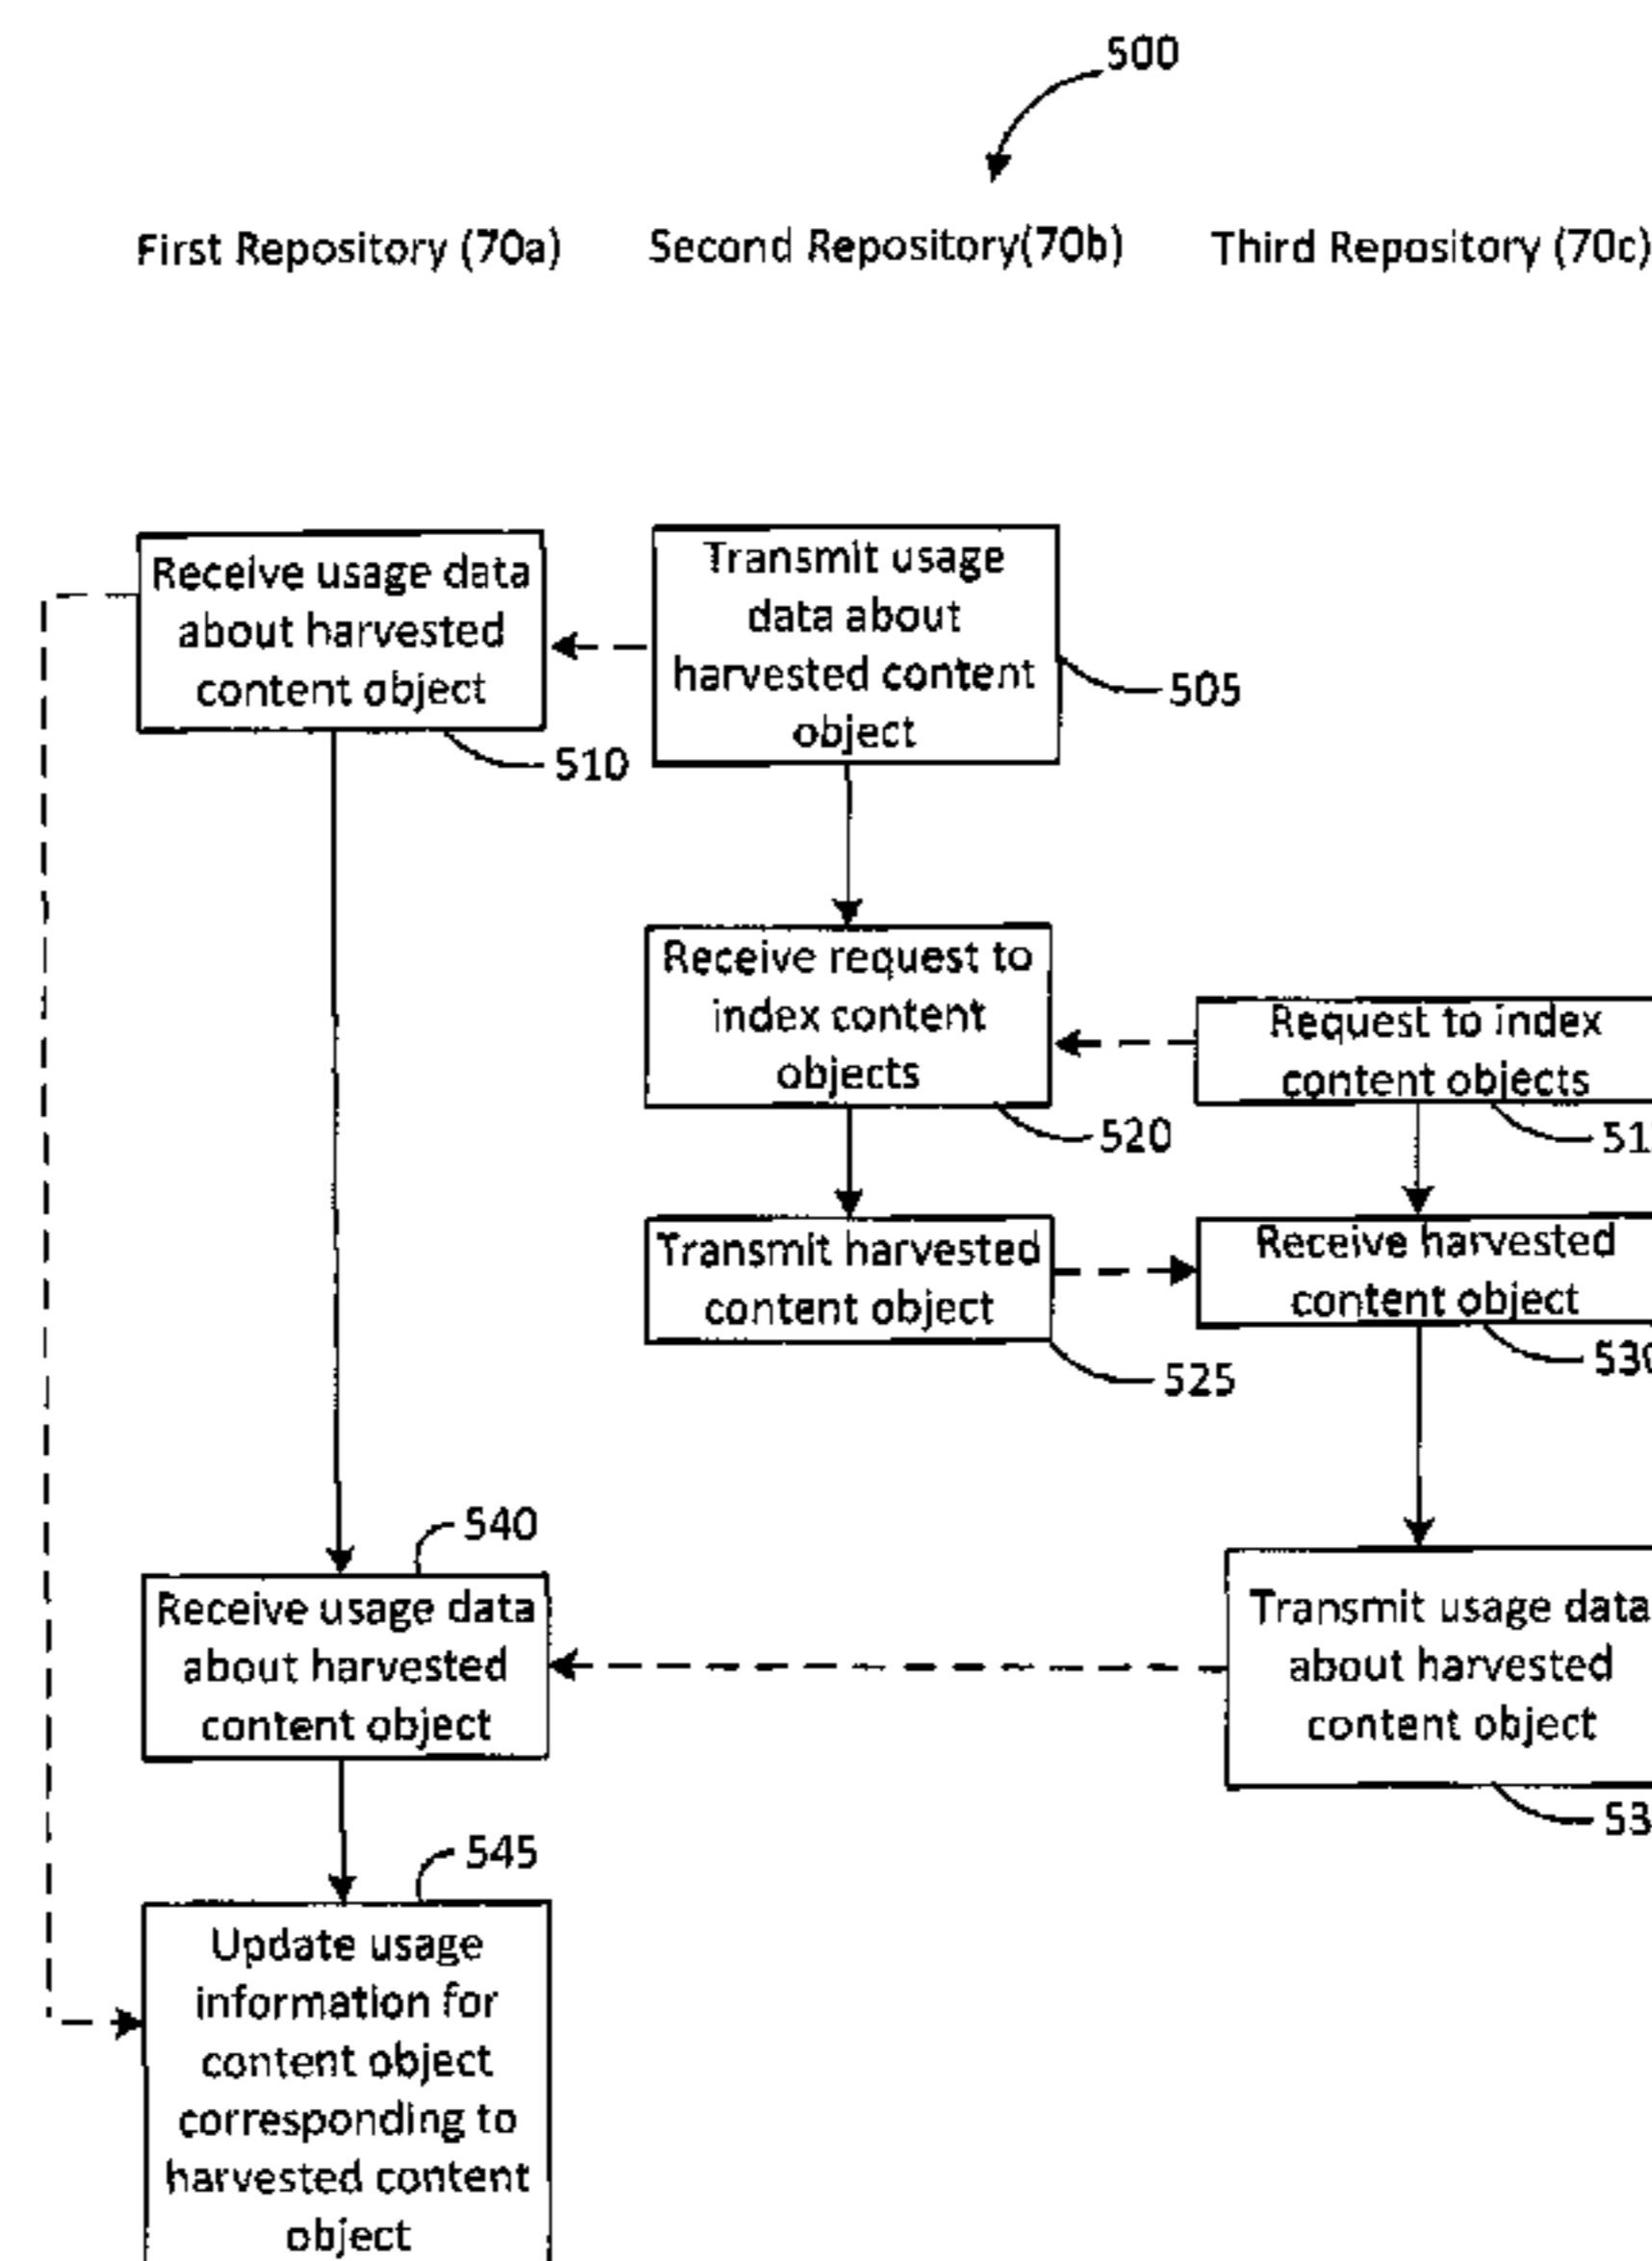 500
First Repository (70a)
Second Repository(70b)
Third Repository (70c)
Receive usage data
about harvested
content object
510
Transmit usage
data about
harvested content
object
505
Receive request to
index content
objects
520
Request to index
content objects
51
Transmit harvested
content object
525
Receive harvested
content object
530
540
Receive usage data
about harvested
content object
Transmit usage data
about harvested
content object
53
545
Update usage
information for
content object
corresponding to
harvested content
object